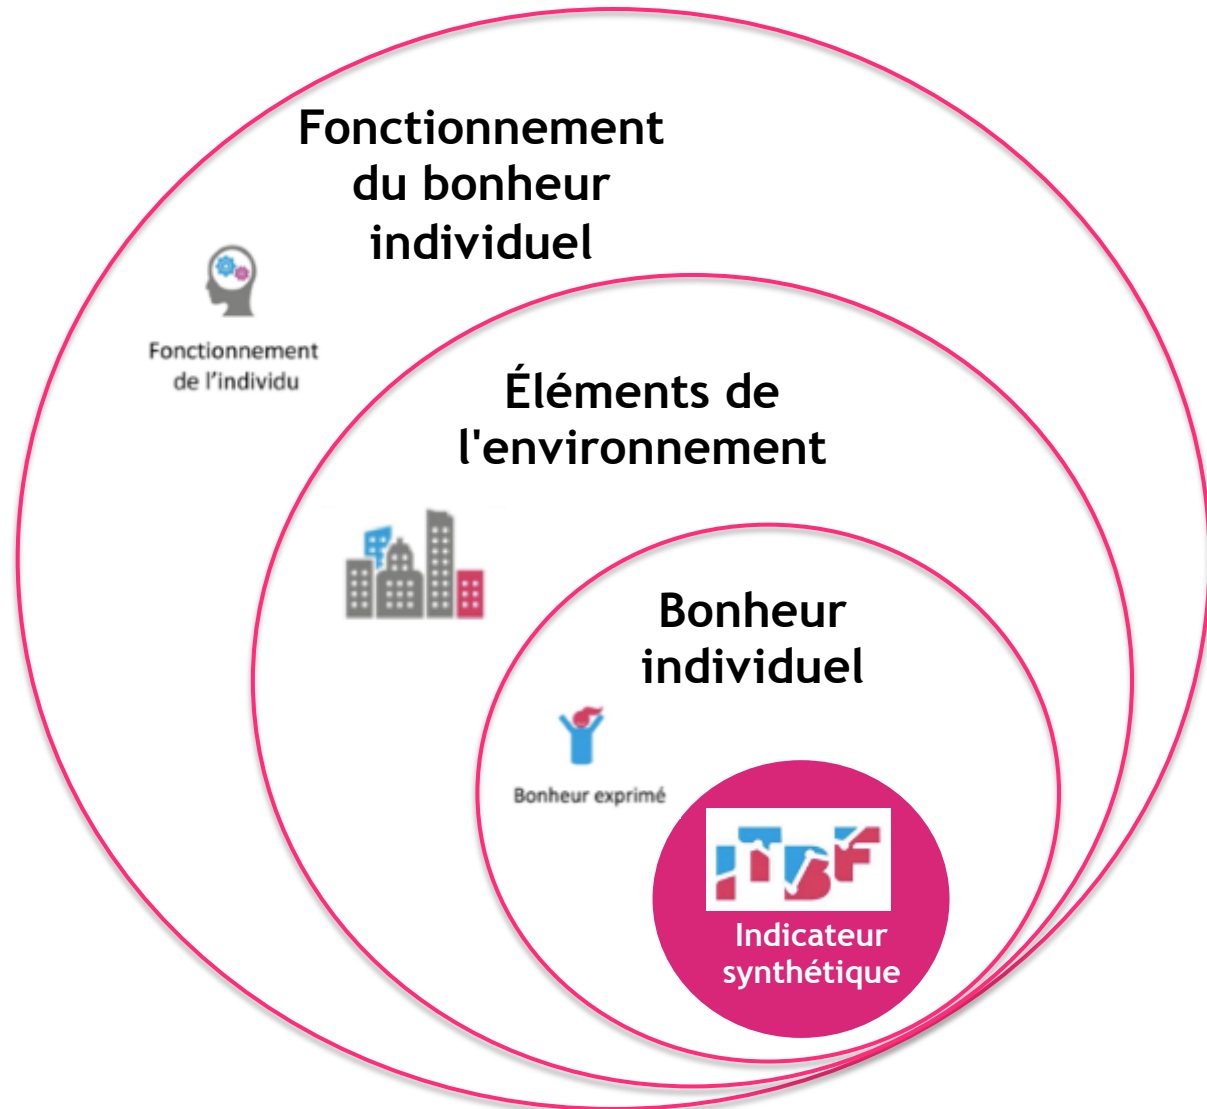 Fonctionnement
du bonheur
individuel
Fonctionnement
de l'individu
Éléments de
l'environnement
Bonheur
individuel
Bonheur exprimé
ITBF
Indicateur
synthétique